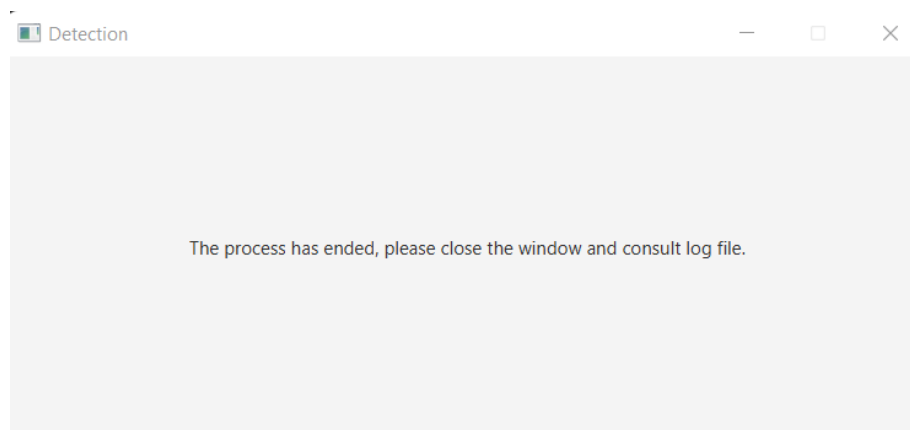 Detection
The process has ended, please close the window and consult log file.